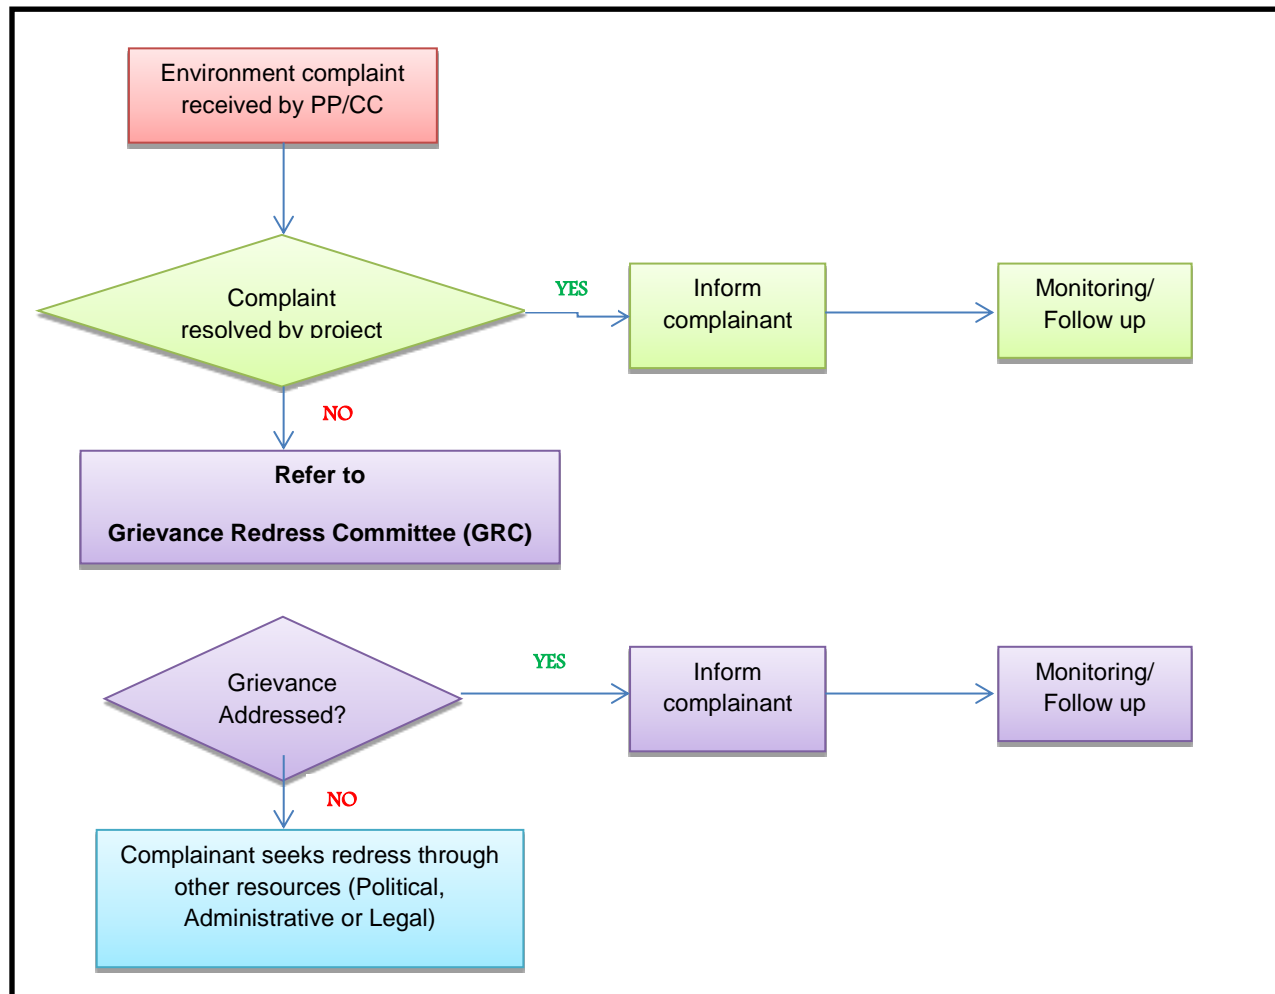 Environment complaint
received by PP/CC
Complaint
resolved by project
YES
Inform
complainant
Monitoring/
Follow up
NO
Refer to
Grievance Redress Committee (GRC)
Grievance
Addressed?
YES
Inform
complainant
Monitoring/
Follow up
NO
Complainant seeks redress through
other resources (Political,
Administrative or Legal)